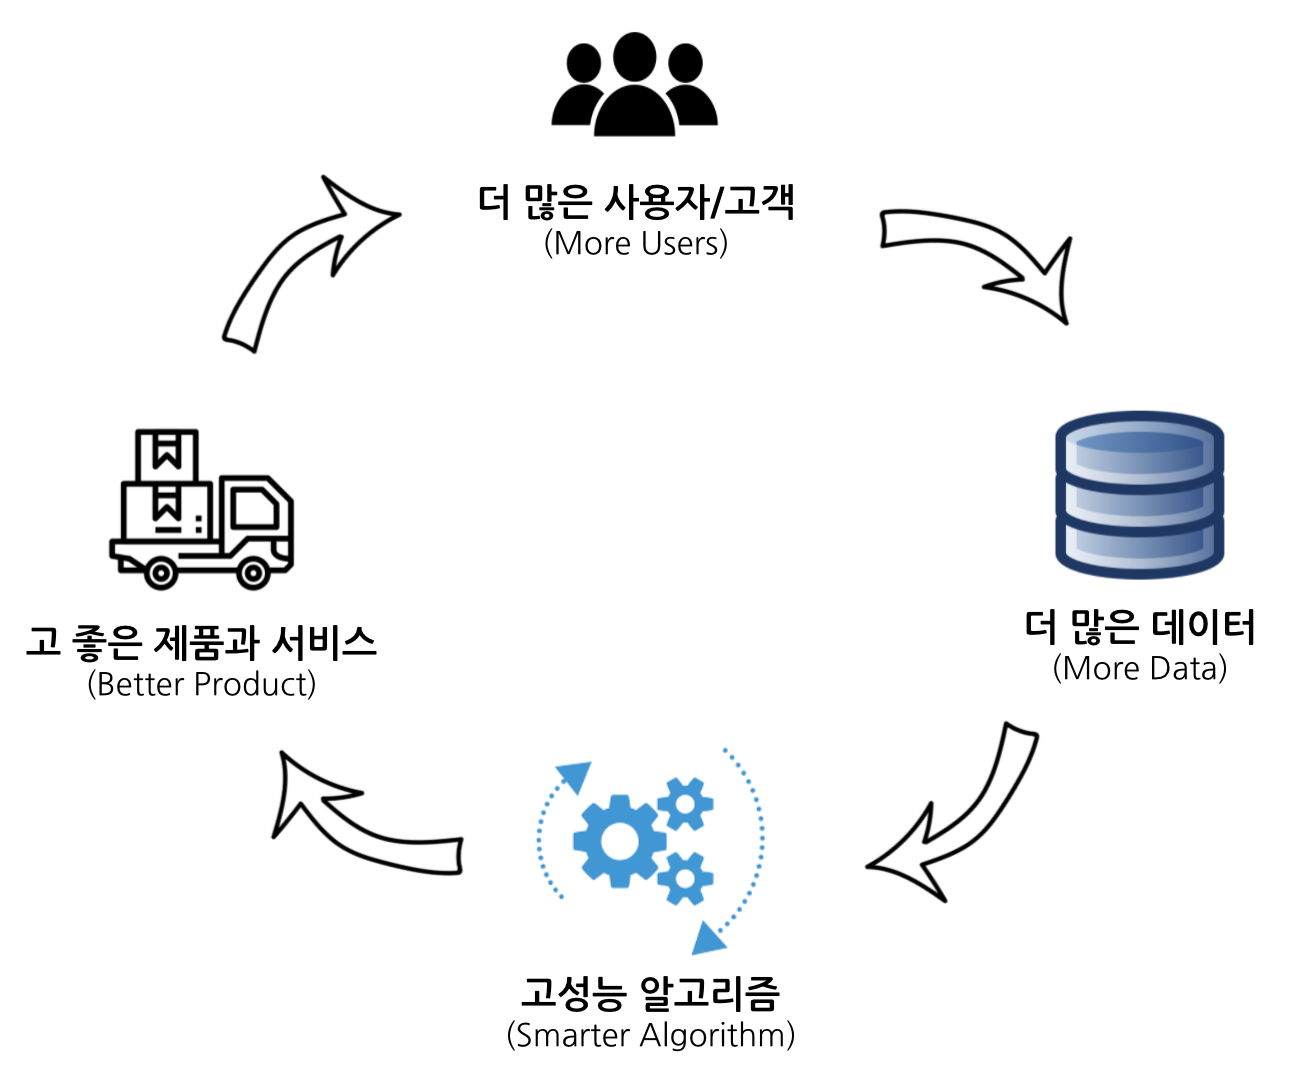 더 많은 사용자/고객
(More Users)
더 많은 데이터
(More Data)
고성능 알고리즘
(Smarter Algorithm)
고 좋은 제품과 서비스
(Better Product)